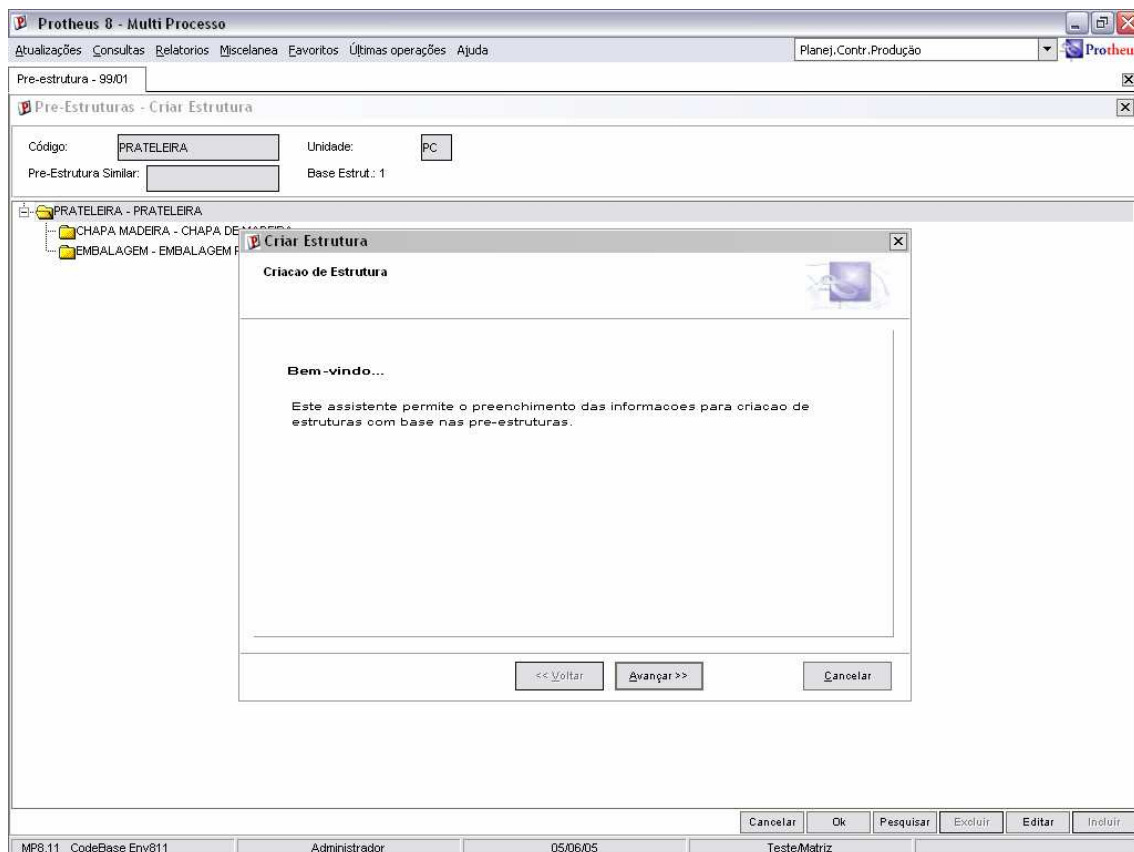 Protheus 8 - Multi Processo
Atualizações Consultas Relatorios Miscelanea Favoritos Últimas operações Ajuda Planej.Contr.Produção Protheu
Pre-estrutura - 99/01
Pre-Estruturas - Criar Estrutura
Código: PRATELEIRA Unidade: PC
Pre-Estrutura Similar: Base Estrut.: 1
PRATELEIRA - PRATELEIRA
CHAPA MADEIRA - CHAPA DE MADEIRA
EMBALAGEM - EMBALAGEM
Criar Estrutura
Criacao de Estrutura
Bem-vindo...
Este assistente permite o preenchimento das informacoes para criacao de
estruturas com base nas pre-estruturas.
<< Voltar Avançar >> Cancelar
Cancelar Ok Pesquisar Excluir Editar Incluir
MP8.11 CodeBase Env811 Administrador 05/06/05 Teste/Matriz